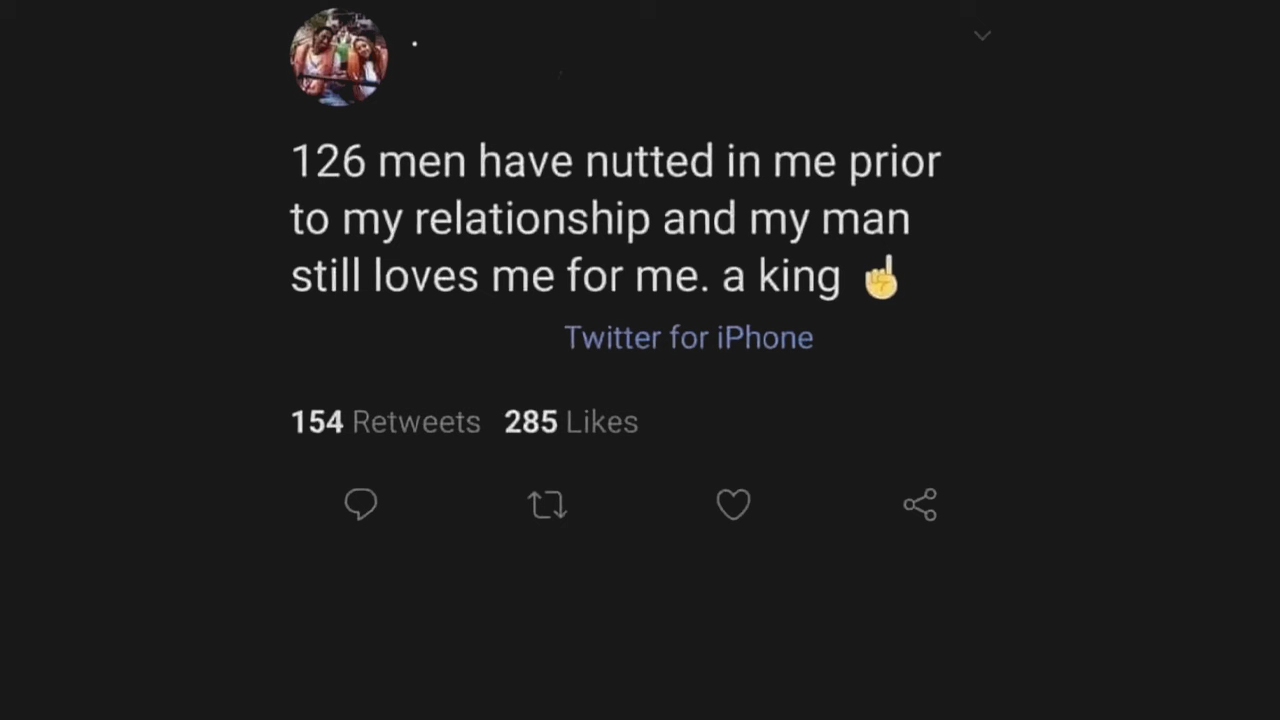 126 men have nutted in me prior
to my relationship and my man
still loves me for me. a king ☝
Twitter for iPhone
154 Retweets 285 Likes